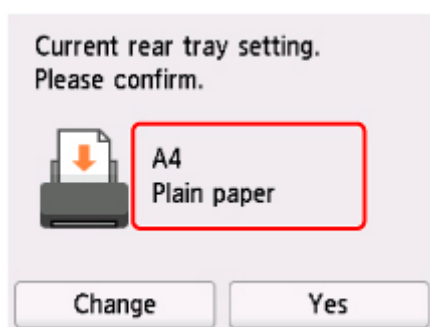 Current rear tray setting.
Please confirm.
A4
Plain paper
Change
Yes